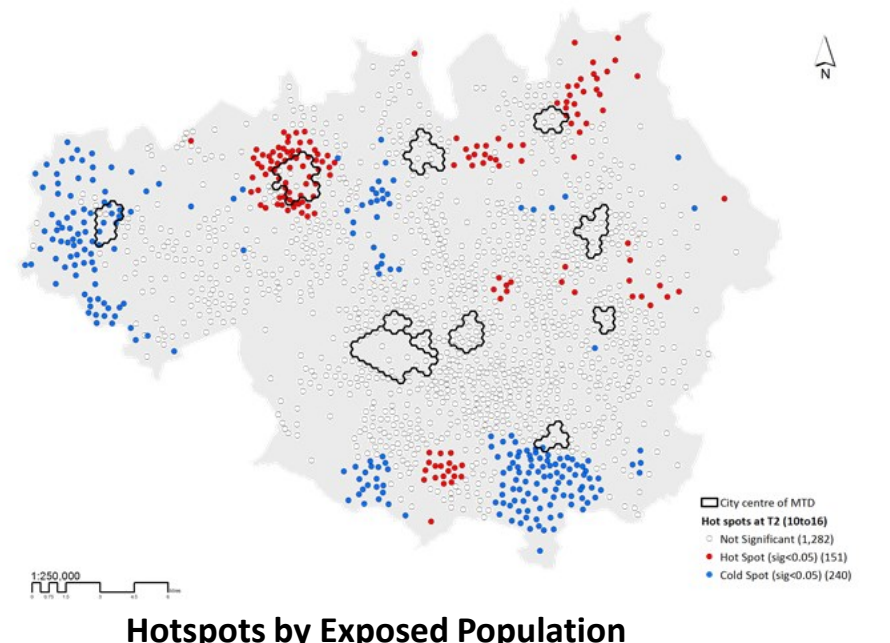 N
City centre of MTD
Hot spots at T2 (10to16)
Not Significant (1,282)
Hot Spot (sig<0.05) (151)
Cold Spot (sig<0.05) (240)
1:250,000
Hotspots by Exposed Population